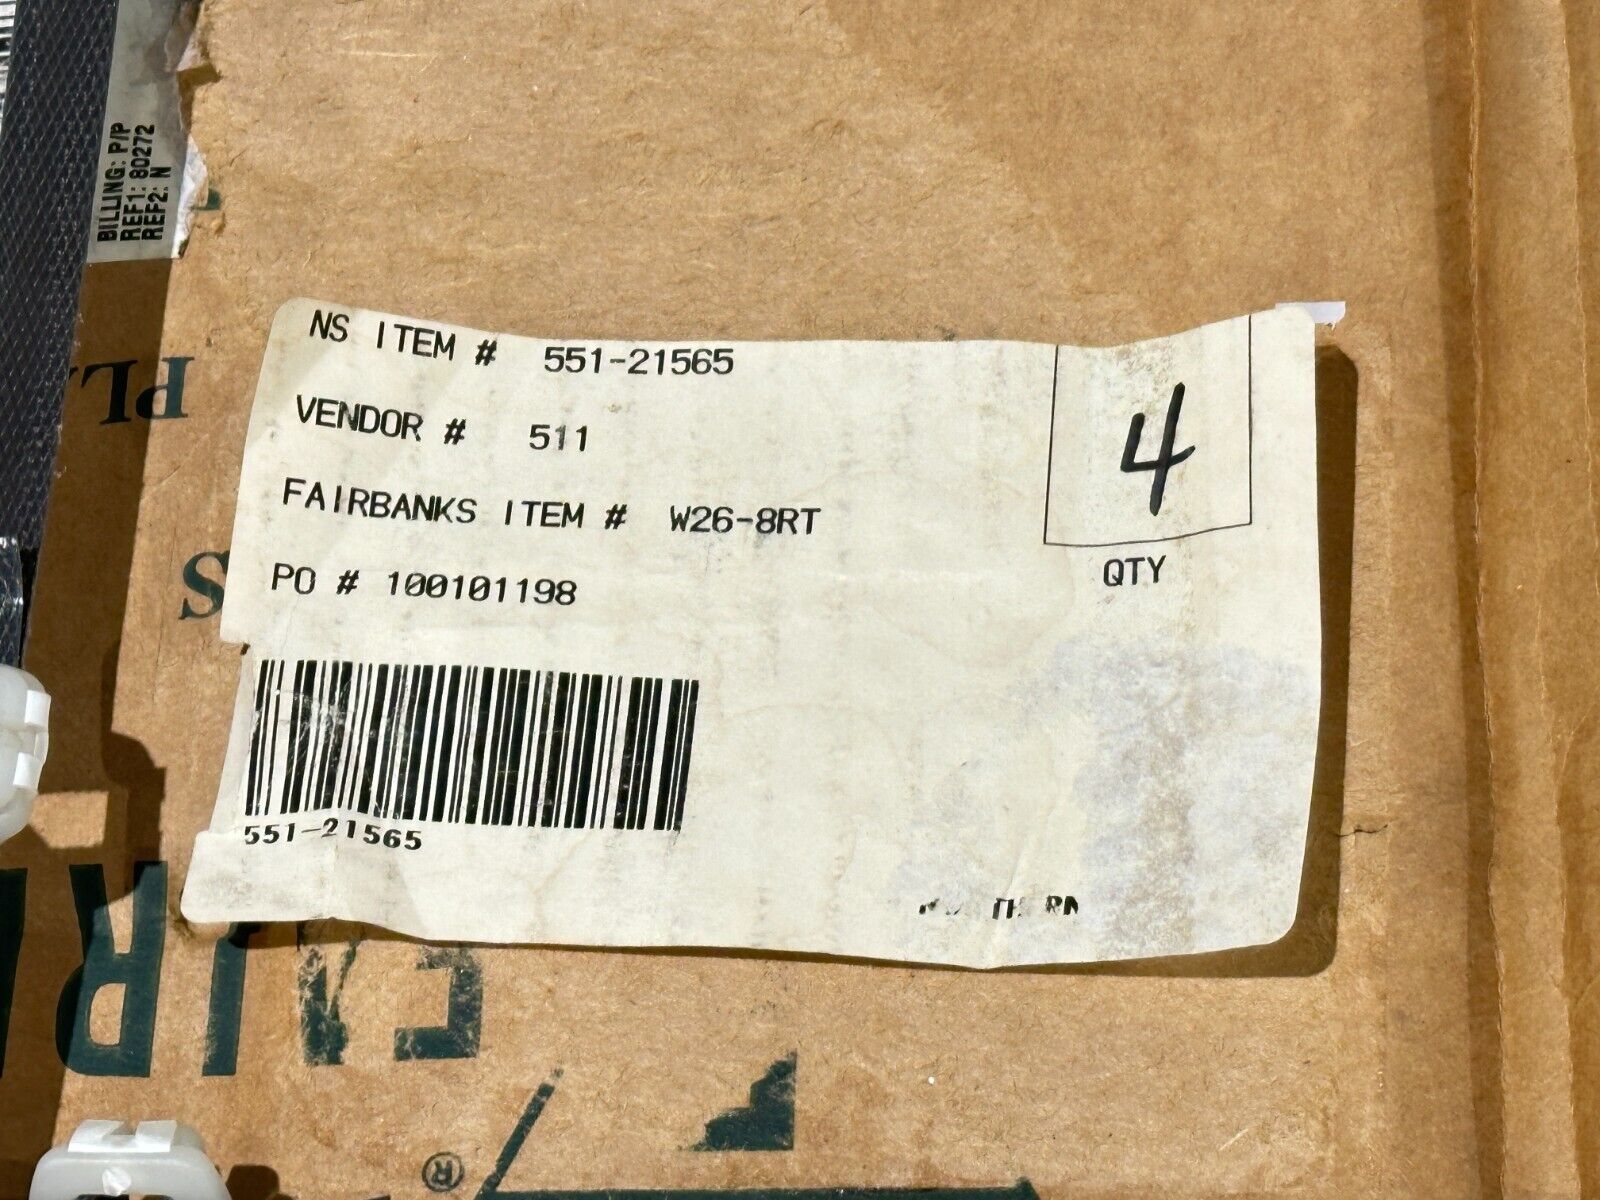 BILLING: P/P
REF1: 80272
REF2: N
NS ITEM # 551-21565
VENDOR # 511
FAIRBANKS ITEM # W26-8RT
PO # 100101198
4
QTY
551-21565
PLA
S
®